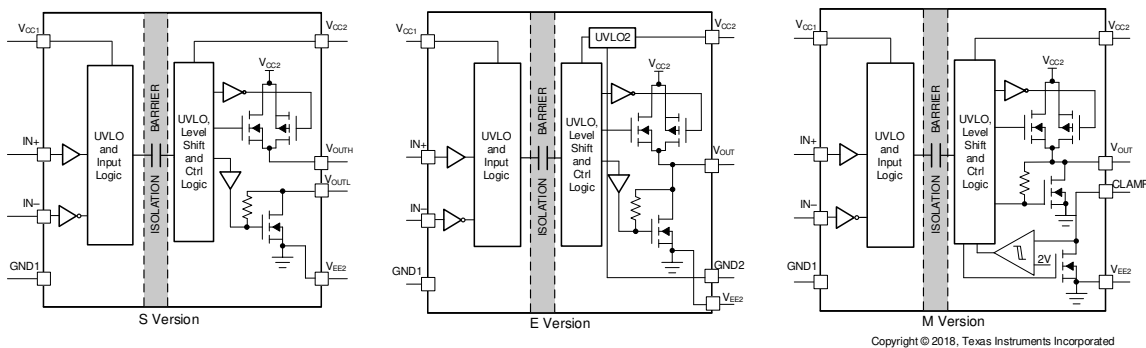 VCC1
VCC2
UVLO
and
Input
Logic
ISOLATION BARRIER
UVLO,
Level
Shift
and
Ctrl
Logic
VCC2
IN+
IN–
GND1
VOUTH
VOUTL
VEE2
S Version
VCC1
VCC2
UVLO2
UVLO
and
Input
Logic
ISOLATION BARRIER
UVLO,
Level
Shift
and
Ctrl
Logic
VCC2
IN+
IN–
GND1
VOUT
GND2
VEE2
E Version
VCC1
VCC2
UVLO
and
Input
Logic
ISOLATION BARRIER
UVLO,
Level
Shift
and
Ctrl
Logic
VCC2
IN+
IN–
GND1
VOUT
CLAMP
2V
VEE2
M Version
Copyright © 2018, Texas Instruments Incorporated